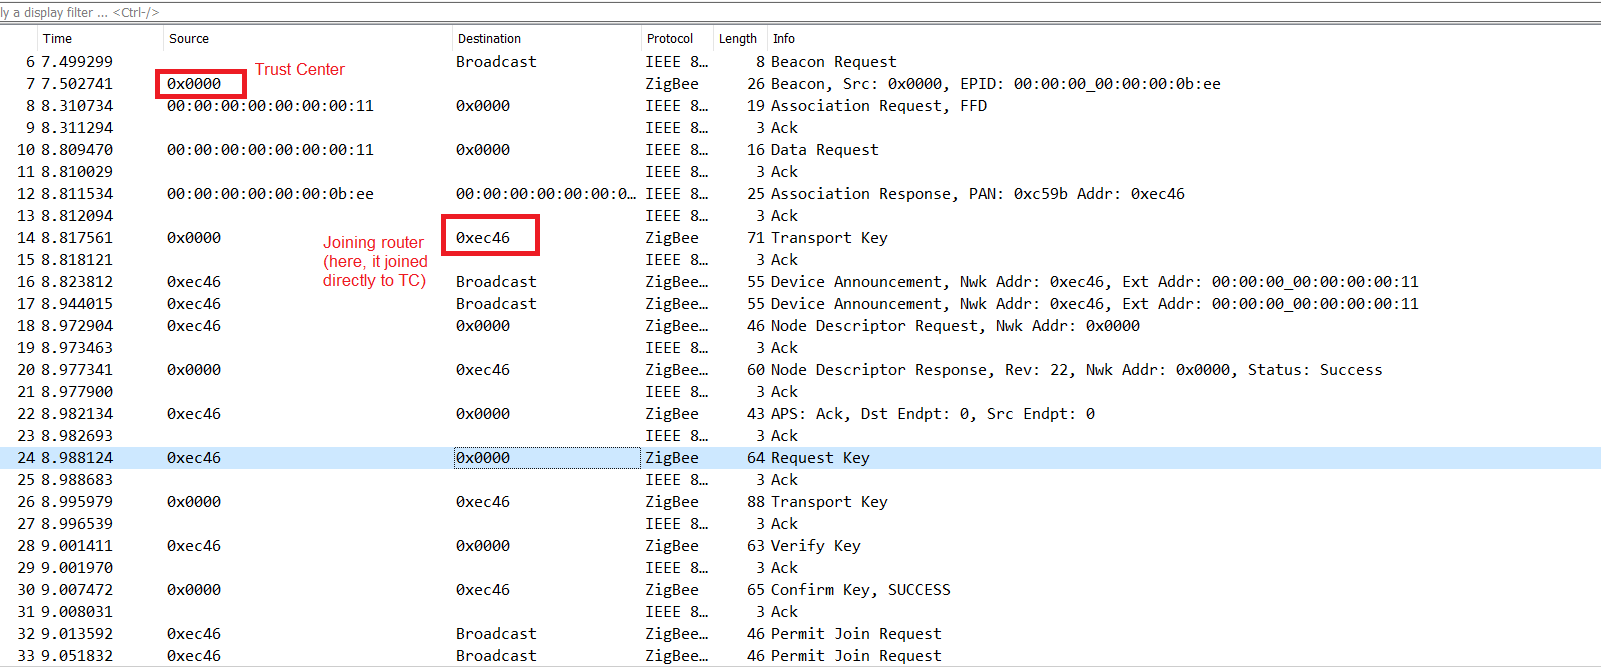 ly a display filter ... <Ctrl-/>
Time Source Destination Protocol Length Info
6 7.499299 Broadcast IEEE 8… 8 Beacon Request
7 7.502741 0x0000 ZigBee 26 Beacon, Src: 0x0000, EPID: 00:00:00_00:00:00:0b:ee
Trust Center
8 8.310734 00:00:00:00:00:00:00:11 0x0000 IEEE 8… 19 Association Request, FFD
9 8.311294 IEEE 8… 3 Ack
10 8.809470 00:00:00:00:00:00:00:11 0x0000 IEEE 8… 16 Data Request
11 8.810029 IEEE 8… 3 Ack
12 8.811534 00:00:00:00:00:00:0b:ee 00:00:00:00:00:00:0… IEEE 8… 25 Association Response, PAN: 0xc59b Addr: 0xec46
13 8.812094 IEEE 8… 3 Ack
14 8.817561 0x0000 0xec46 ZigBee 71 Transport Key
Joining router
(here, it joined
directly to TC)
15 8.818121 IEEE 8… 3 Ack
16 8.823812 0xec46 Broadcast ZigBee… 55 Device Announcement, Nwk Addr: 0xec46, Ext Addr: 00:00:00_00:00:00:00:11
17 8.944015 0xec46 Broadcast ZigBee… 55 Device Announcement, Nwk Addr: 0xec46, Ext Addr: 00:00:00_00:00:00:00:11
18 8.972904 0xec46 0x0000 ZigBee… 46 Node Descriptor Request, Nwk Addr: 0x0000
19 8.973463 IEEE 8… 3 Ack
20 8.977341 0x0000 0xec46 ZigBee… 60 Node Descriptor Response, Rev: 22, Nwk Addr: 0x0000, Status: Success
21 8.977900 IEEE 8… 3 Ack
22 8.982134 0xec46 0x0000 ZigBee 43 APS: Ack, Dst Endpt: 0, Src Endpt: 0
23 8.982693 IEEE 8… 3 Ack
24 8.988124 0xec46 0x0000 ZigBee 64 Request Key
25 8.988683 IEEE 8… 3 Ack
26 8.995979 0x0000 0xec46 ZigBee 88 Transport Key
27 8.996539 IEEE 8… 3 Ack
28 9.001411 0xec46 0x0000 ZigBee 63 Verify Key
29 9.001970 IEEE 8… 3 Ack
30 9.007472 0x0000 0xec46 ZigBee 65 Confirm Key, SUCCESS
31 9.008031 IEEE 8… 3 Ack
32 9.013592 0xec46 Broadcast ZigBee… 46 Permit Join Request
33 9.051832 0xec46 Broadcast ZigBee… 46 Permit Join Request